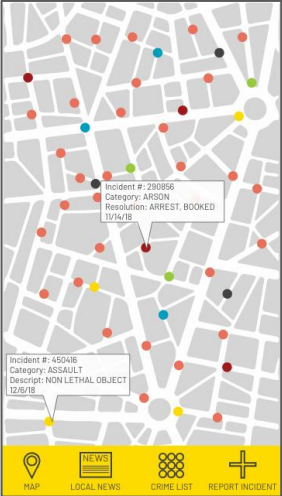 Incident #: 290856
Category: ARSON
Resolution: ARREST, BOOKED
11/14/18
Incident #: 450416
Category: ASSAULT
Descript: NON LETHAL OBJECT
12/6/18
NEWS
MAP
LOCAL NEWS
CRIME LIST
REPORT INCIDENT